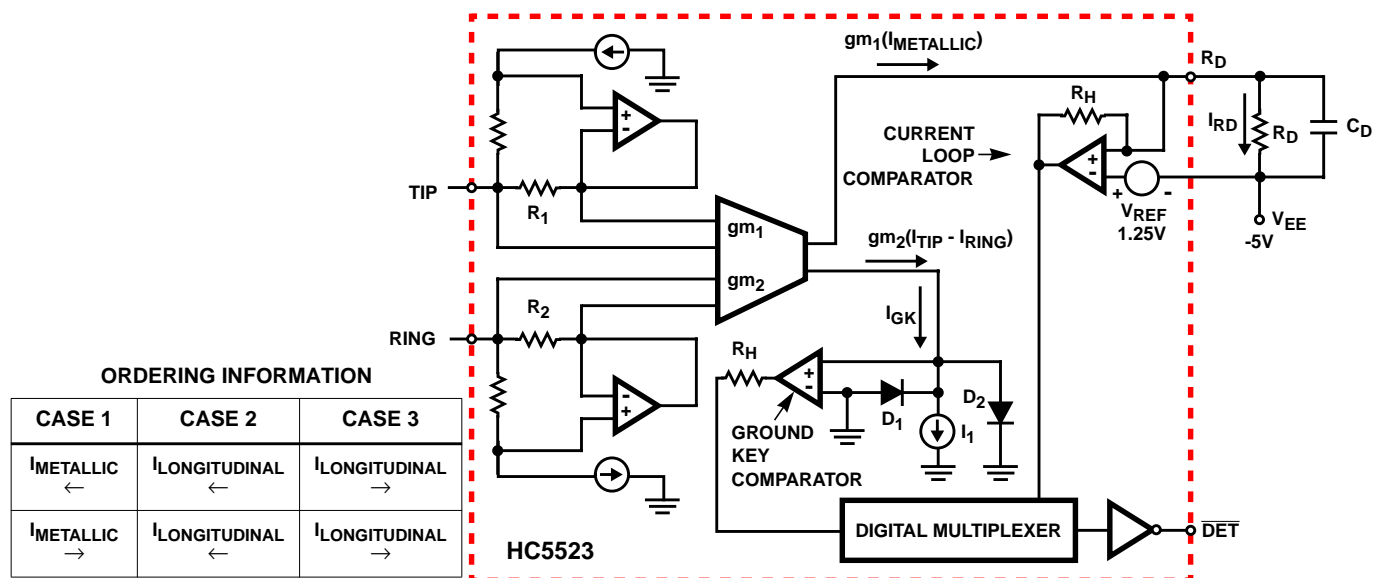 gm1(IMETALLIC)
RD
RH
IRD
RD
CD
CURRENT
LOOP
COMPARATOR
+
-
+
-
VREF
1.25V
VEE
-5V
+
-
TIP
R1
gm1
gm2
gm2(ITIP - IRING)
R2
RING
-
+
IGK
RH
+
-
D1
D2
I1
GROUND
KEY
COMPARATOR
DIGITAL MULTIPLEXER
DET
HC5523
ORDERING INFORMATION
CASE 1 CASE 2 CASE 3
IMETALLIC ILONGITUDINAL ILONGITUDINAL
← ← →
IMETALLIC ILONGITUDINAL ILONGITUDINAL
→ ← →